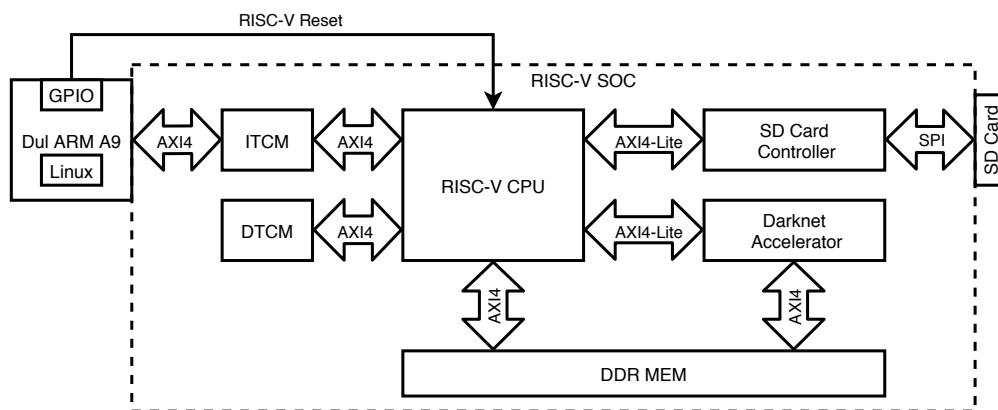 RISC-V Reset
RISC-V SOC
GPIO
Dul ARM A9
Linux
AXI4
ITCM
AXI4
RISC-V CPU
AXI4-Lite
SD Card
Controller
SPI
SD Card
DTCM
AXI4
AXI4-Lite
Darknet
Accelerator
AXI4
AXI4
DDR MEM